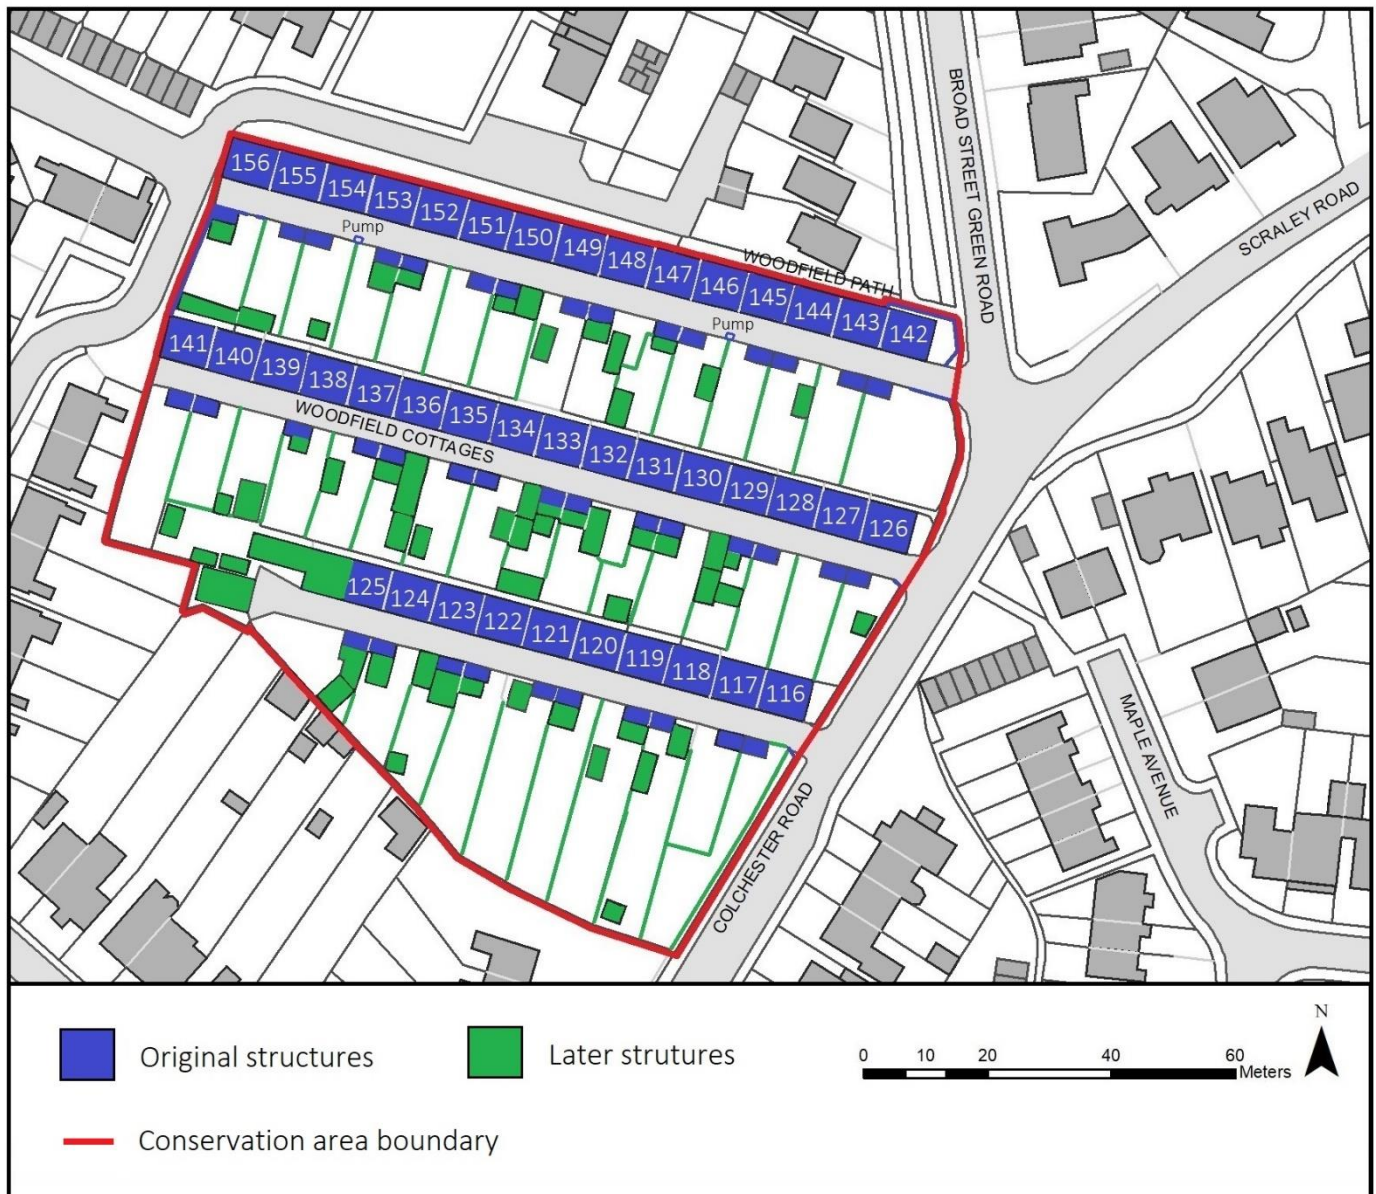 BROAD STREET GREEN ROAD
SCRALEY ROAD
WOODFIELD PATH
156 155 154 153 152 151 150 149 148 147 146 145 144 143 142
Pump
Pump
141 140 139 138 137 136 135 134 133 132 131 130 129 128 127 126
WOODFIELD COTTAGES
125 124 123 122 121 120 119 118 117 116
MAPLE AVENUE
COLCHESTER ROAD
Original structures
Later strutures
Conservation area boundary
0 10 20 40 60
Meters
N